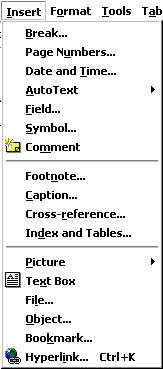 Insert Format Tools Tab
Break...
Page Numbers...
Date and Time...
AutoText
Field...
Symbol...
Comment
Footnote...
Caption...
Cross-reference...
Index and Tables...
Picture
Text Box
File...
Object...
Bookmark...
Hyperlink... Ctrl+K